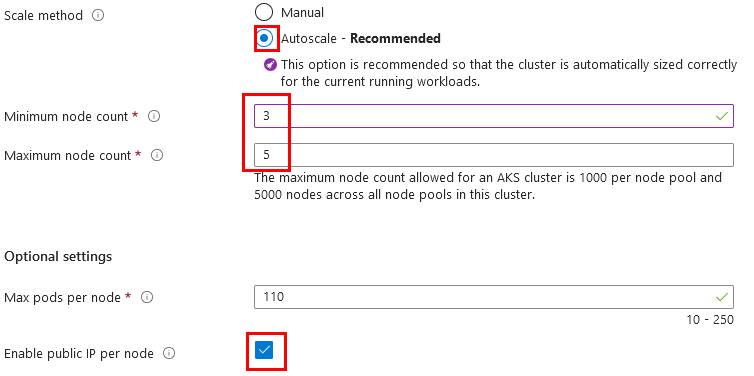 Scale method
Manual
Autoscale - Recommended
This option is recommended so that the cluster is automatically sized correctly
for the current running workloads.
Minimum node count *
3
Maximum node count *
5
The maximum node count allowed for an AKS cluster is 1000 per node pool and
5000 nodes across all node pools in this cluster.
Optional settings
Max pods per node *
110
10 - 250
Enable public IP per node